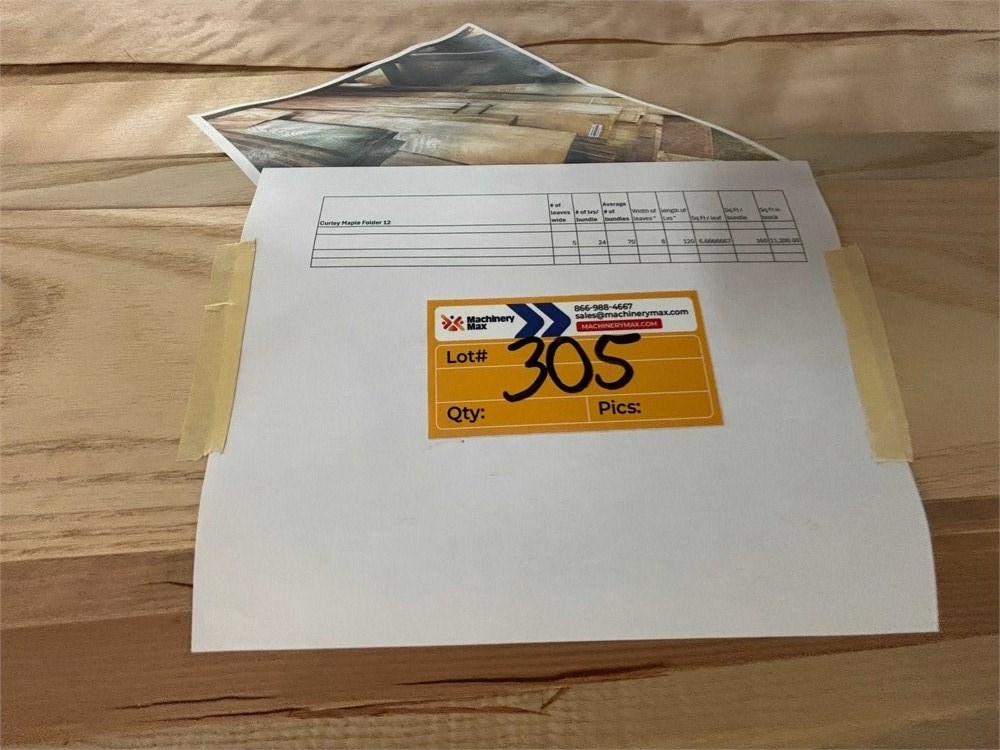 Curley Maple Folder 12
# of leaves wide
# of lvs/ bundle
Average # of bundles
Width of leaves "
length of Lvs "
Sq Ft / leaf
Sq Ft / bundle
Sq Ft in block
5 24 70 8 120 6.6666667 160 11,200.00
Machinery Max
866-988-4667
sales@machinerymax.com
MACHINERYMAX.COM
Lot# 305
Qty: Pics: